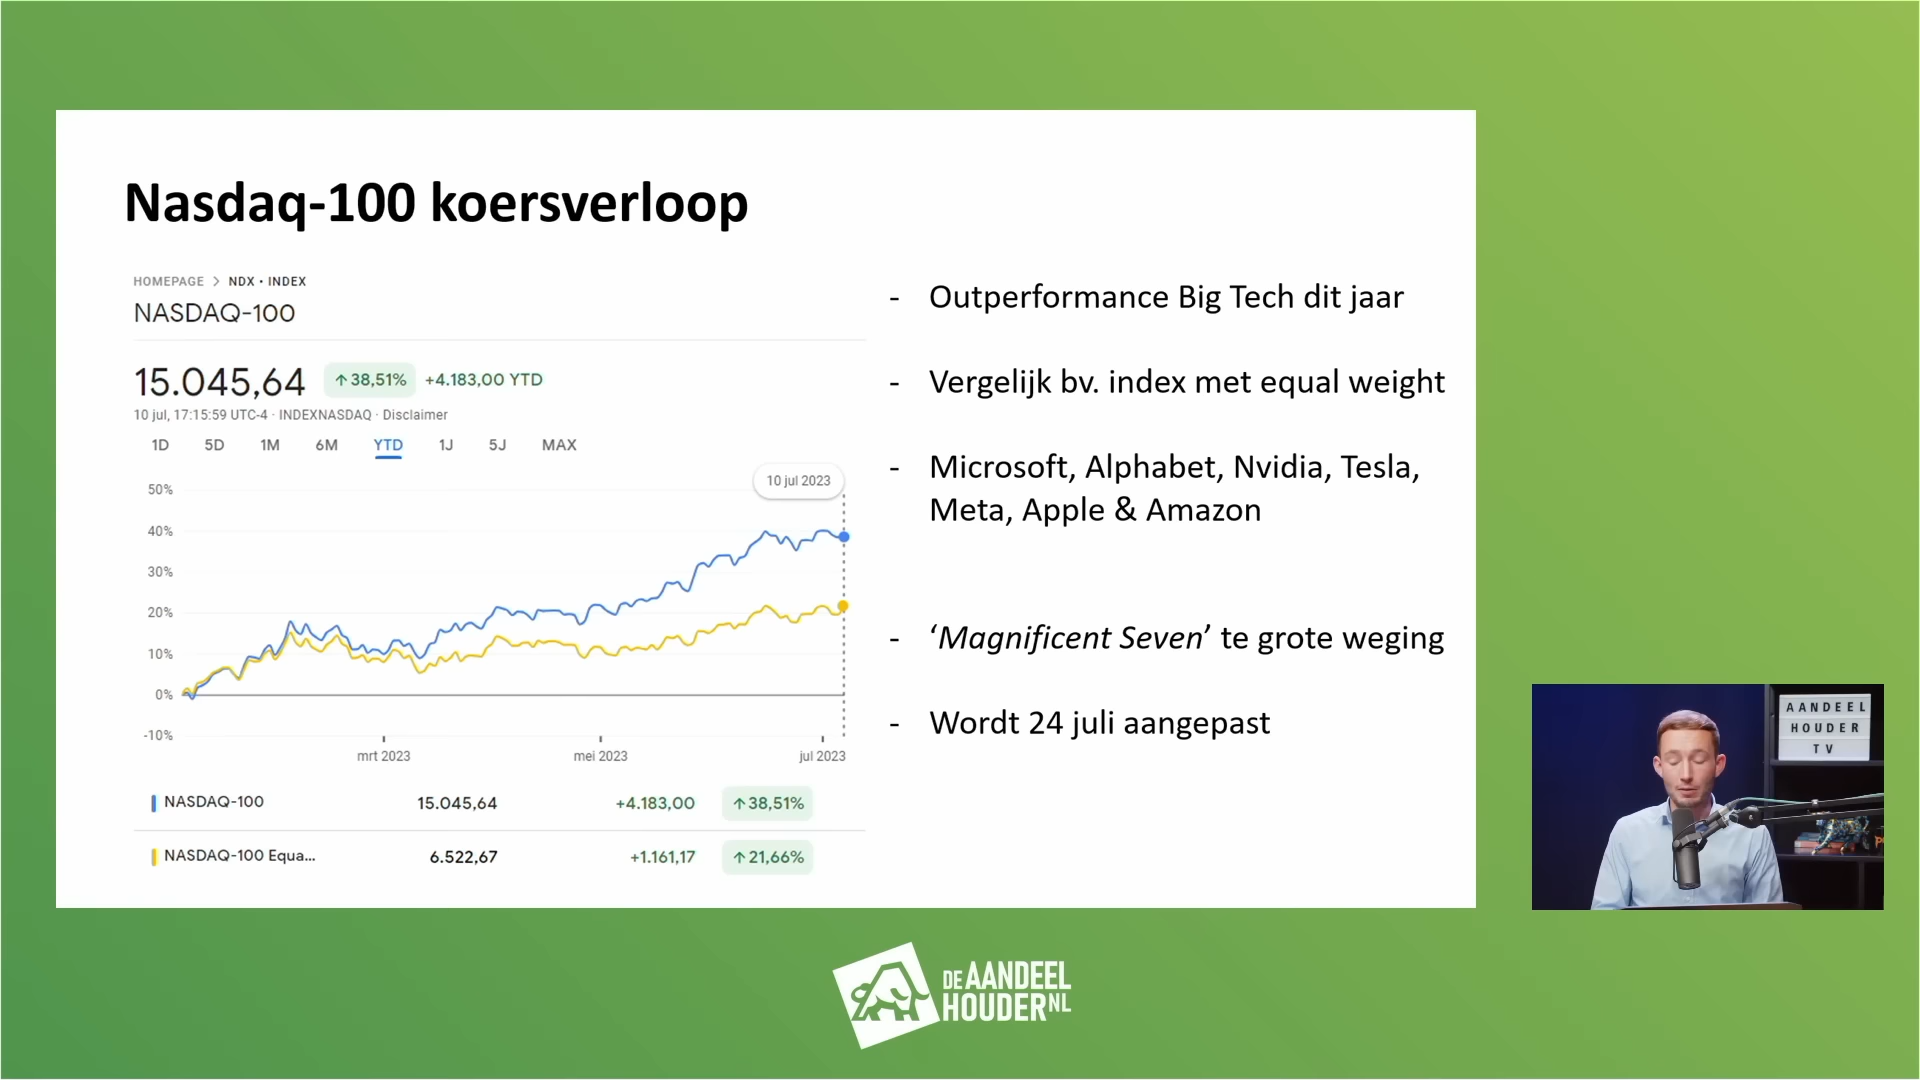 Nasdaq-100 koersverloop
HOMEPAGE > NDX • INDEX
NASDAQ-100
15.045,64 ↑38,51% +4.183,00 YTD
10 jul, 17:15:59 UTC-4 · INDEXNASDAQ · Disclaimer
1D 5D 1M 6M YTD 1J 5J MAX
10 jul 2023
50%
40%
30%
20%
10%
0%
-10%
mrt 2023 mei 2023 jul 2023
NASDAQ-100 15.045,64 +4.183,00 ↑38,51%
NASDAQ-100 Equa... 6.522,67 +1.161,17 ↑21,66%
- Outperformance Big Tech dit jaar
- Vergelijk bv. index met equal weight
- Microsoft, Alphabet, Nvidia, Tesla,
Meta, Apple & Amazon
- ‘Magnificent Seven’ te grote weging
- Wordt 24 juli aangepast
AANDEEL
HOUDER
TV
DE AANDEEL
HOUDER NL